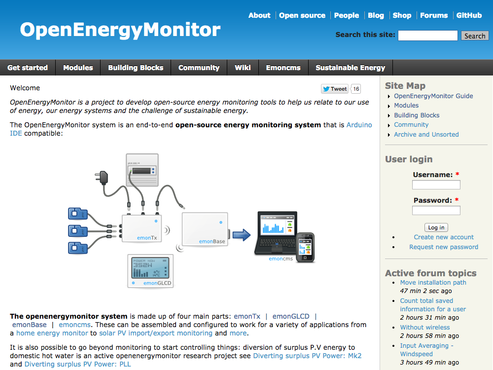 About | Open source | People | Blog | Shop | Forums | GitHub
OpenEnergyMonitor
Search this site:
Search
Get started
Modules
Building Blocks
Community
Wiki
Emoncms
Sustainable Energy
Welcome
Tweet
16
OpenEnergyMonitor is a project to develop open-source energy monitoring tools to help us relate to our use
of energy, our energy systems and the challenge of sustainable energy.
The OpenEnergyMonitor system is an end-to-end open-source energy monitoring system that is Arduino
IDE compatible:
emonTx
emonBase
emoncms
emonGLCD
The openenergymonitor system is made up of four main parts: emonTx | emonGLCD |
emonBase | emoncms. These can be assembled and configured to work for a variety of applications from
a home energy monitor to solar PV import/export monitoring and more.
It is also possible to go beyond monitoring to start controlling things: diversion of surplus P.V energy to
domestic hot water is an active openenergymonitor research project see Diverting surplus PV Power: Mk2
and Diverting surplus PV Power: PLL
Site Map
OpenEnergyMonitor Guide
Modules
Building Blocks
Community
Archive and Unsorted
User login
Username: *
Password: *
Log in
Create new account
Request new password
Active forum topics
Move installation path
47 min 2 sec ago
Count total saved
information for a user
2 hours 31 min ago
Without wireless
2 hours 58 min ago
Input Averaging -
Windspeed
3 hours 49 min ago